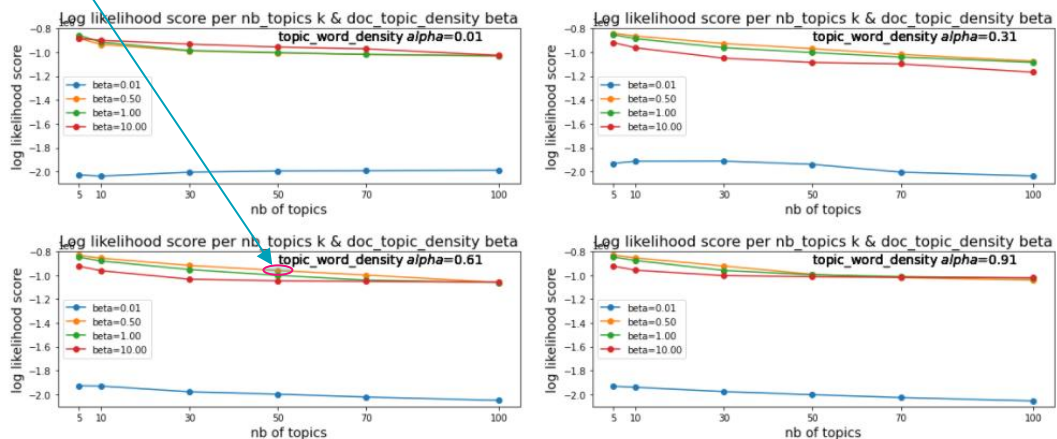 Log likelihood score per nb_topics k & doc_topic_density beta
1e6
topic_word_density alpha=0.01
log likelihood score
−0.8
−1.0
−1.2
−1.4
−1.6
−1.8
−2.0
beta=0.01
beta=0.50
beta=1.00
beta=10.00
5 10 30 50 70 100
nb of topics
Log likelihood score per nb_topics k & doc_topic_density beta
1e6
topic_word_density alpha=0.31
log likelihood score
−0.8
−1.0
−1.2
−1.4
−1.6
−1.8
−2.0
beta=0.01
beta=0.50
beta=1.00
beta=10.00
5 10 30 50 70 100
nb of topics
Log likelihood score per nb_topics k & doc_topic_density beta
1e6
topic_word_density alpha=0.61
log likelihood score
−0.8
−1.0
−1.2
−1.4
−1.6
−1.8
−2.0
beta=0.01
beta=0.50
beta=1.00
beta=10.00
5 10 30 50 70 100
nb of topics
Log likelihood score per nb_topics k & doc_topic_density beta
1e6
topic_word_density alpha=0.91
log likelihood score
−0.8
−1.0
−1.2
−1.4
−1.6
−1.8
−2.0
beta=0.01
beta=0.50
beta=1.00
beta=10.00
5 10 30 50 70 100
nb of topics